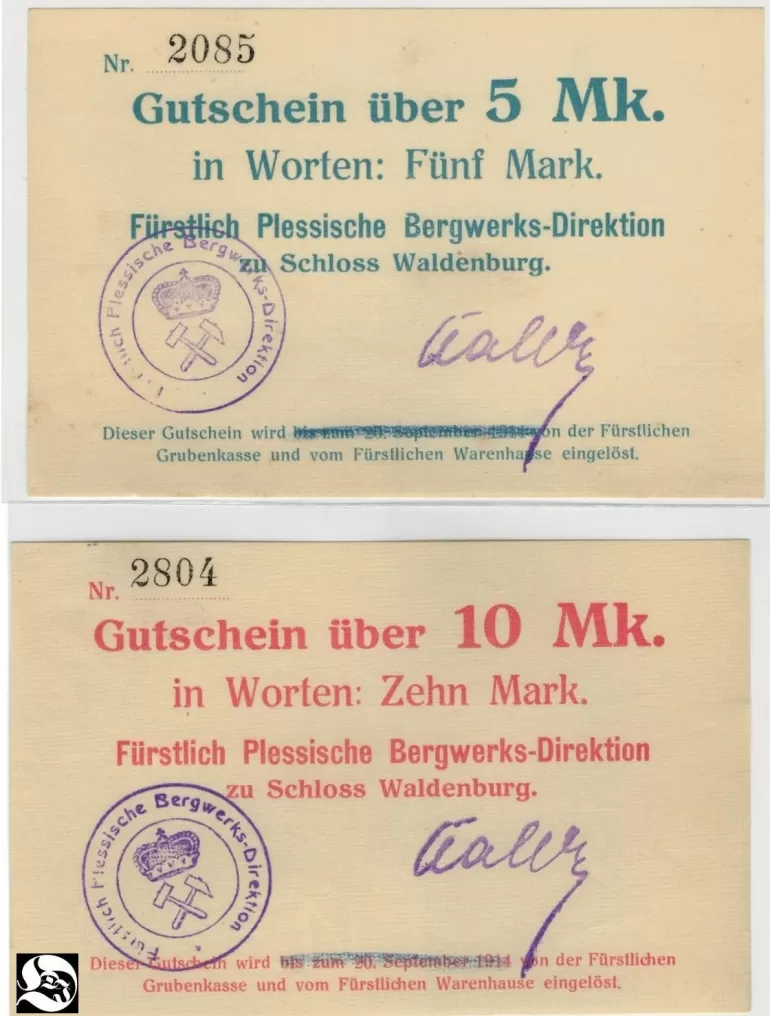 Nr. 2085
Gutschein über 5 Mk.
in Worten: Fünf Mark.
Fürstlich Plessische Bergwerks-Direktion
zu Schloss Waldenburg.
Fürstlich Plessische Bergwerks-Direktion
Dieser Gutschein wird bis zum 20. September 1914 von der Fürstlichen
Grubenkasse und vom Fürstlichen Warenhause eingelöst.
Nr. 2804
Gutschein über 10 Mk.
in Worten: Zehn Mark.
Fürstlich Plessische Bergwerks-Direktion
zu Schloss Waldenburg.
Fürstlich Plessische Bergwerks-Direktion
Dieser Gutschein wird bis zum 20. September 1914 von der Fürstlichen
Grubenkasse und vom Fürstlichen Warenhause eingelöst.